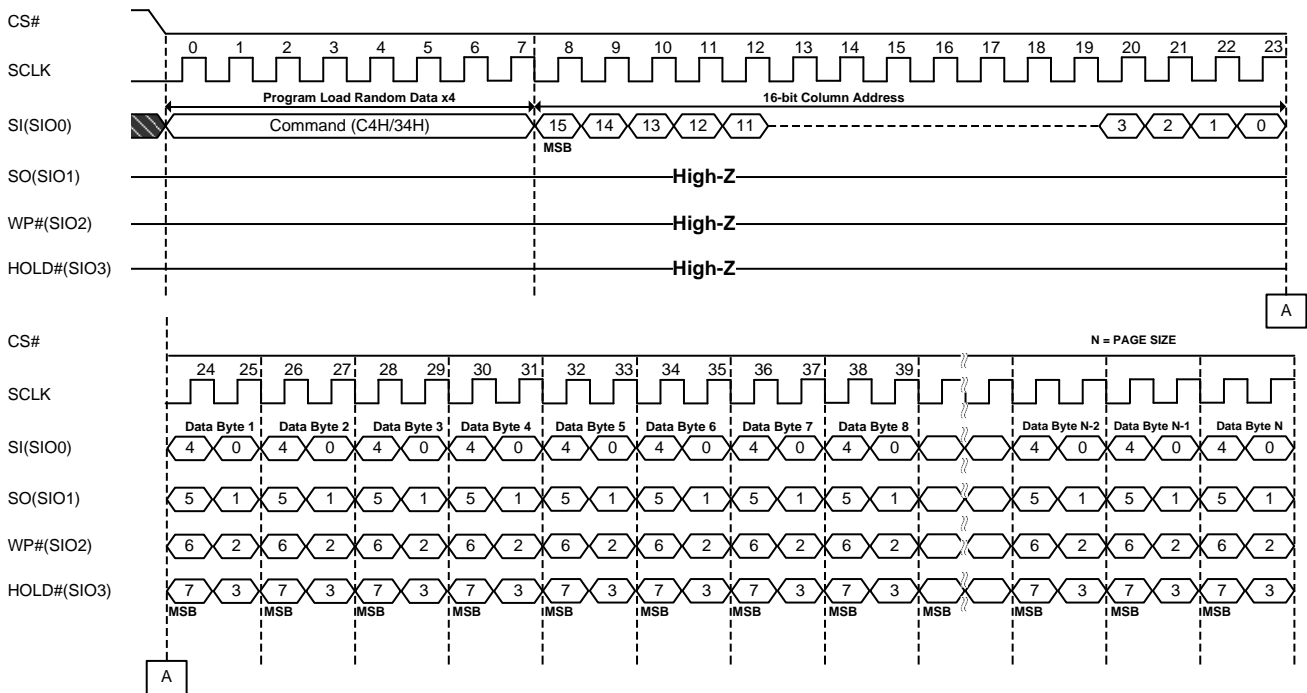 CS#
0 1 2 3 4 5 6 7 8 9 10 11 12 13 14 15 16 17 18 19 20 21 22 23
SCLK
Program Load Random Data x4 16-bit Column Address
SI(SIO0) Command (C4H/34H) 15 14 13 12 11 3 2 1 0
MSB
SO(SIO1) High-Z
WP#(SIO2) High-Z
HOLD#(SIO3) High-Z
A
CS# N = PAGE SIZE
24 25 26 27 28 29 30 31 32 33 34 35 36 37 38 39
SCLK
Data Byte 1 Data Byte 2 Data Byte 3 Data Byte 4 Data Byte 5 Data Byte 6 Data Byte 7 Data Byte 8 Data Byte N-2 Data Byte N-1 Data Byte N
SI(SIO0) 4 0 4 0 4 0 4 0 4 0 4 0 4 0 4 0 4 0 4 0 4 0
SO(SIO1) 5 1 5 1 5 1 5 1 5 1 5 1 5 1 5 1 5 1 5 1 5 1
WP#(SIO2) 6 2 6 2 6 2 6 2 6 2 6 2 6 2 6 2 6 2 6 2 6 2
HOLD#(SIO3) 7 3 7 3 7 3 7 3 7 3 7 3 7 3 7 3 7 3 7 3 7 3
MSB MSB MSB MSB MSB MSB MSB MSB MSB MSB MSB MSB
A